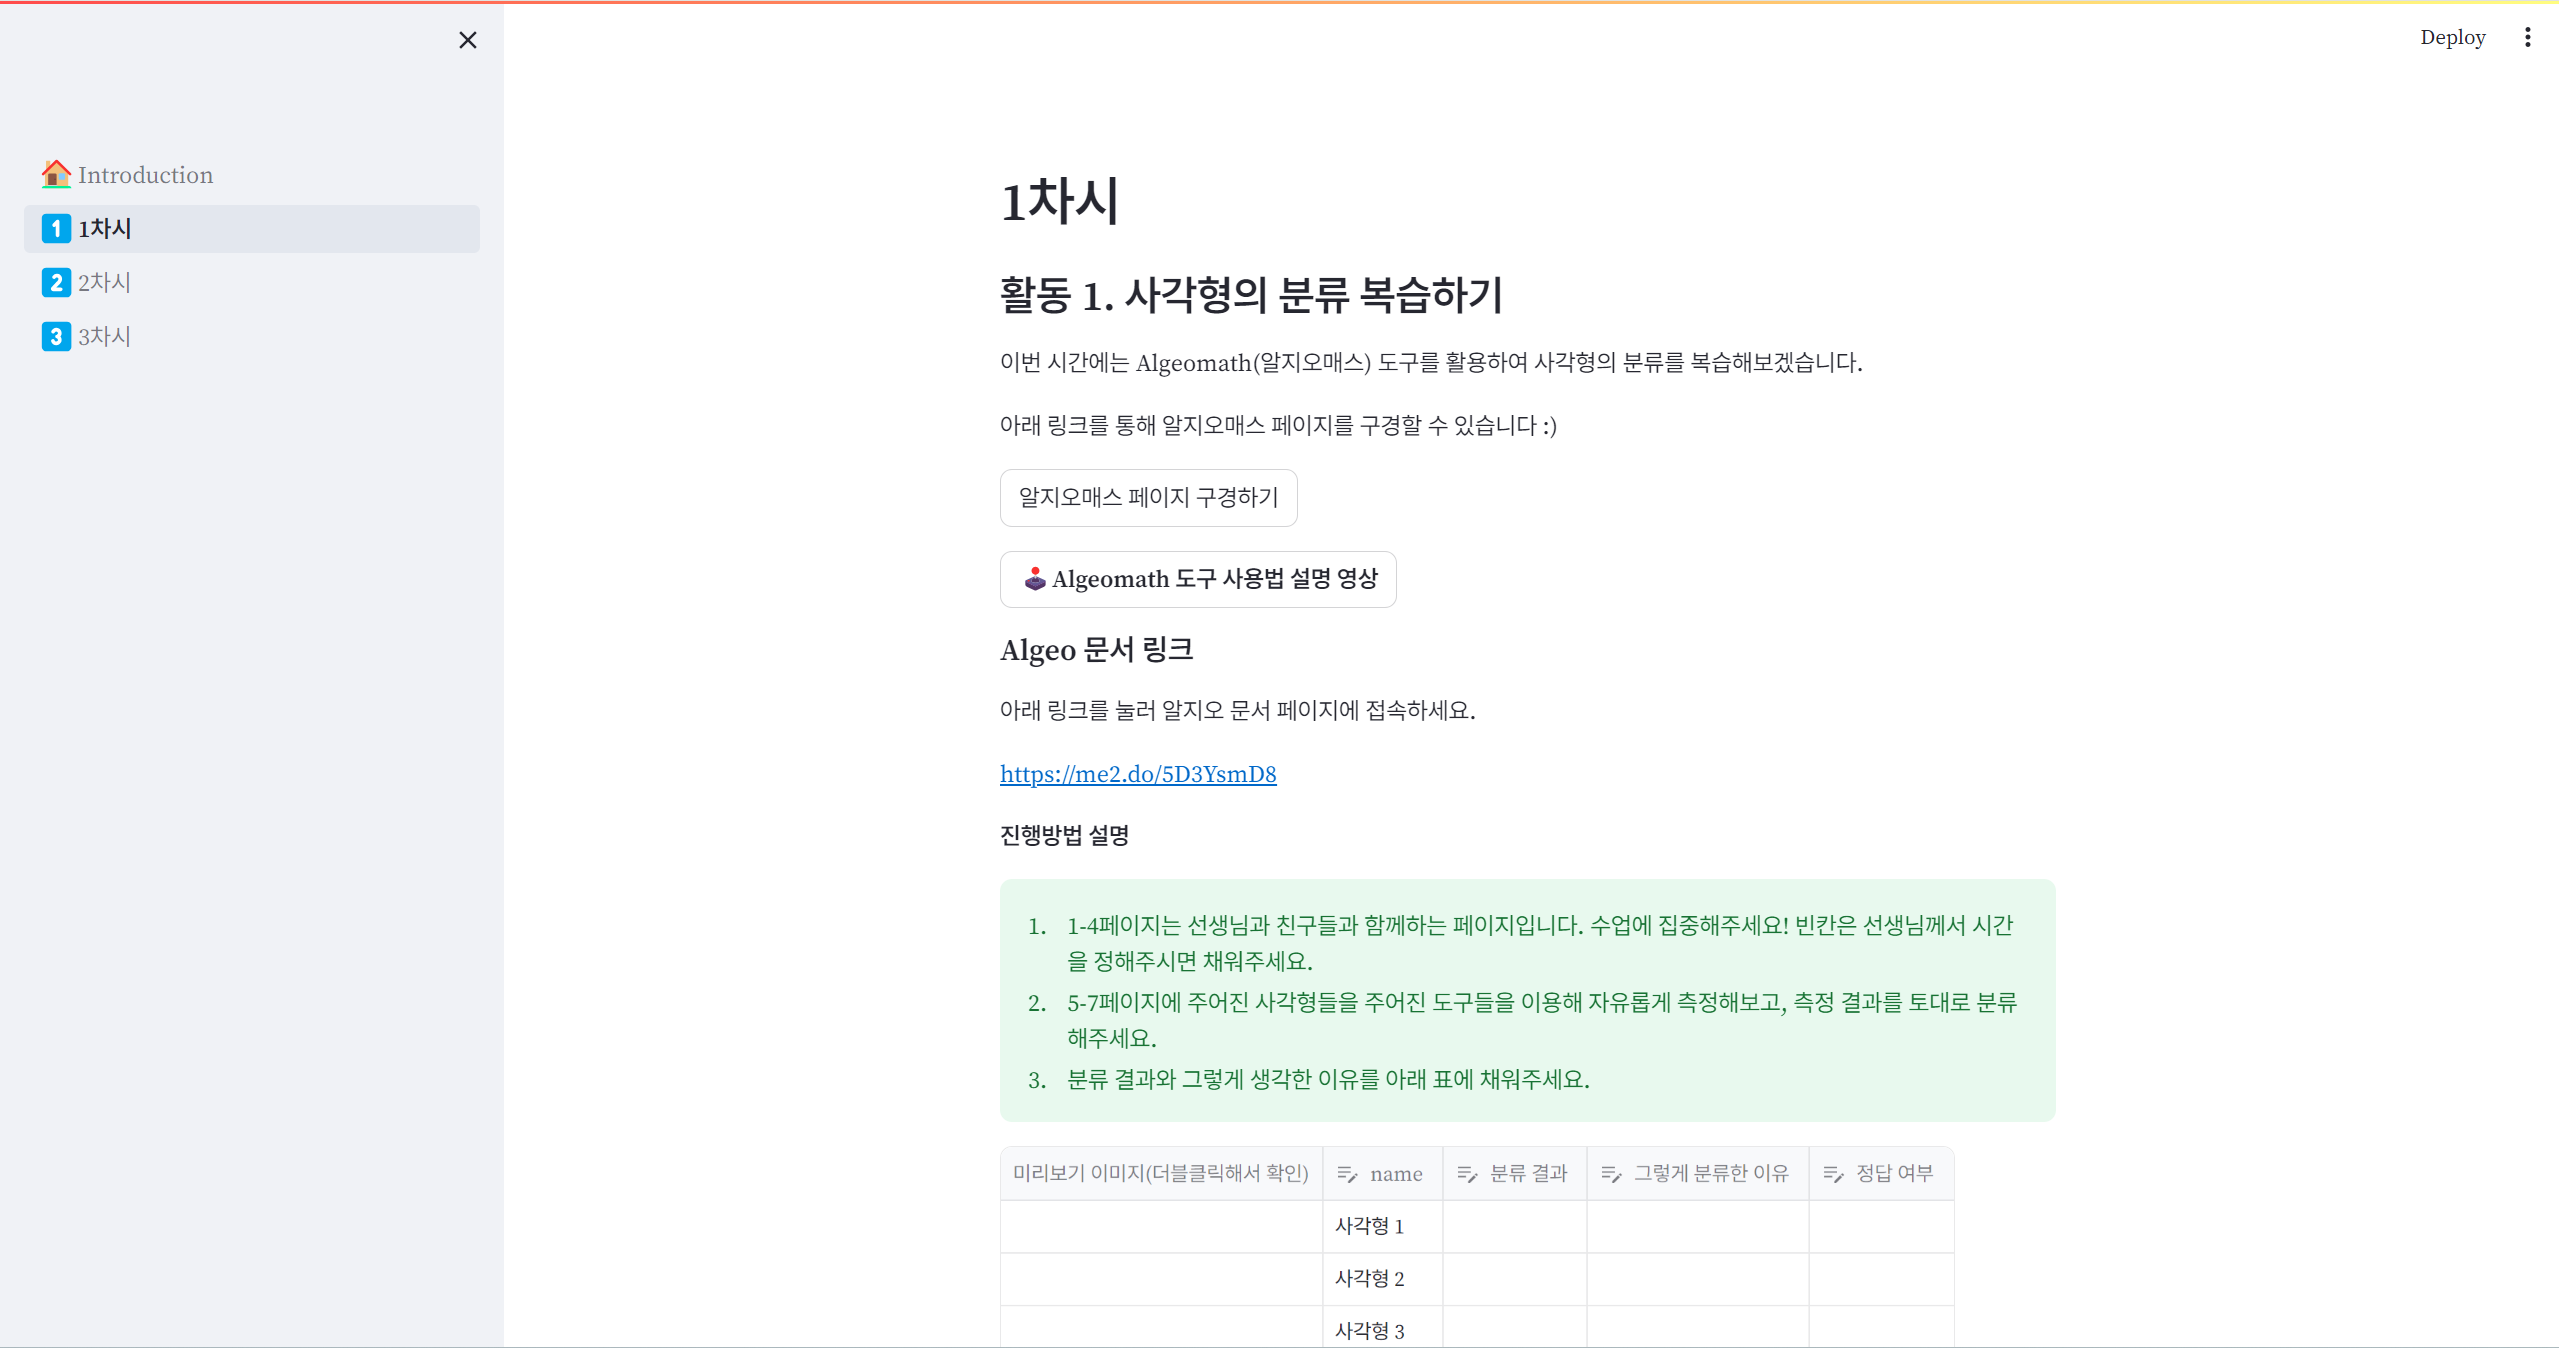 Deploy
Introduction
1 1차시
2 2차시
3 3차시
1차시
활동 1. 사각형의 분류 복습하기
이번 시간에는 Algeomath(알지오매스) 도구를 활용하여 사각형의 분류를 복습해보겠습니다.
아래 링크를 통해 알지오매스 페이지를 구경할 수 있습니다 :)
알지오매스 페이지 구경하기
Algeomath 도구 사용법 설명 영상
Algeo 문서 링크
아래 링크를 눌러 알지오 문서 페이지에 접속하세요.
https://me2.do/5D3YsmD8
진행방법 설명
1. 1-4페이지는 선생님과 친구들과 함께하는 페이지입니다. 수업에 집중해주세요! 빈칸은 선생님께서 시간
을 정해주시면 채워주세요.
2. 5-7페이지에 주어진 사각형들을 주어진 도구들을 이용해 자유롭게 측정해보고, 측정 결과를 토대로 분류
해주세요.
3. 분류 결과와 그렇게 생각한 이유를 아래 표에 채워주세요.
미리보기 이미지(더블클릭해서 확인) name 분류 결과 그렇게 분류한 이유 정답 여부
사각형 1
사각형 2
사각형 3